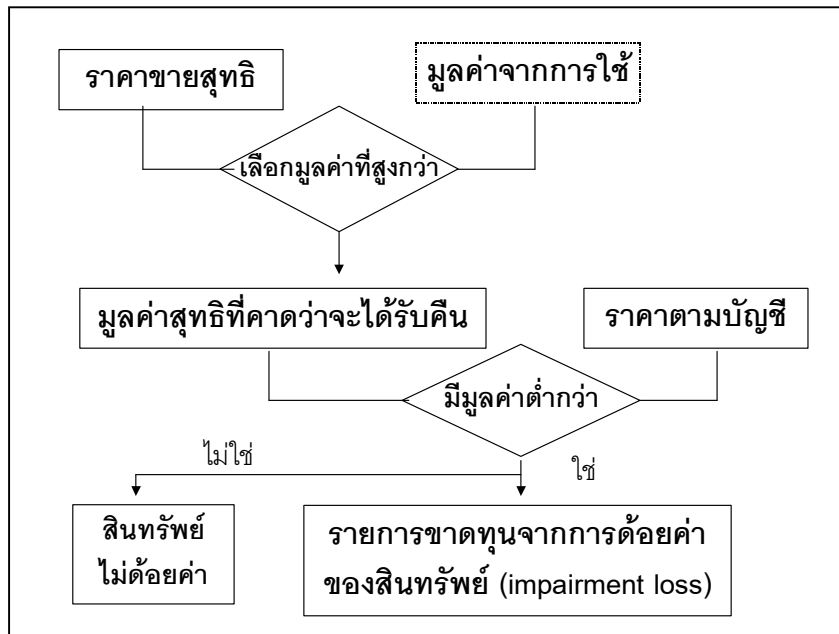 ราคาขายสุทธิ
มูลค่าจากการใช้
เลือกมูลค่าที่สูงกว่า
มูลค่าสุทธิที่คาดว่าจะได้รับคืน
ราคาตามบัญชี
มีมูลค่าต่ำกว่า
ไม่ใช่
ใช่
สินทรัพย์
ไม่ด้อยค่า
รายการขาดทุนจากการด้อยค่า
ของสินทรัพย์ (impairment loss)